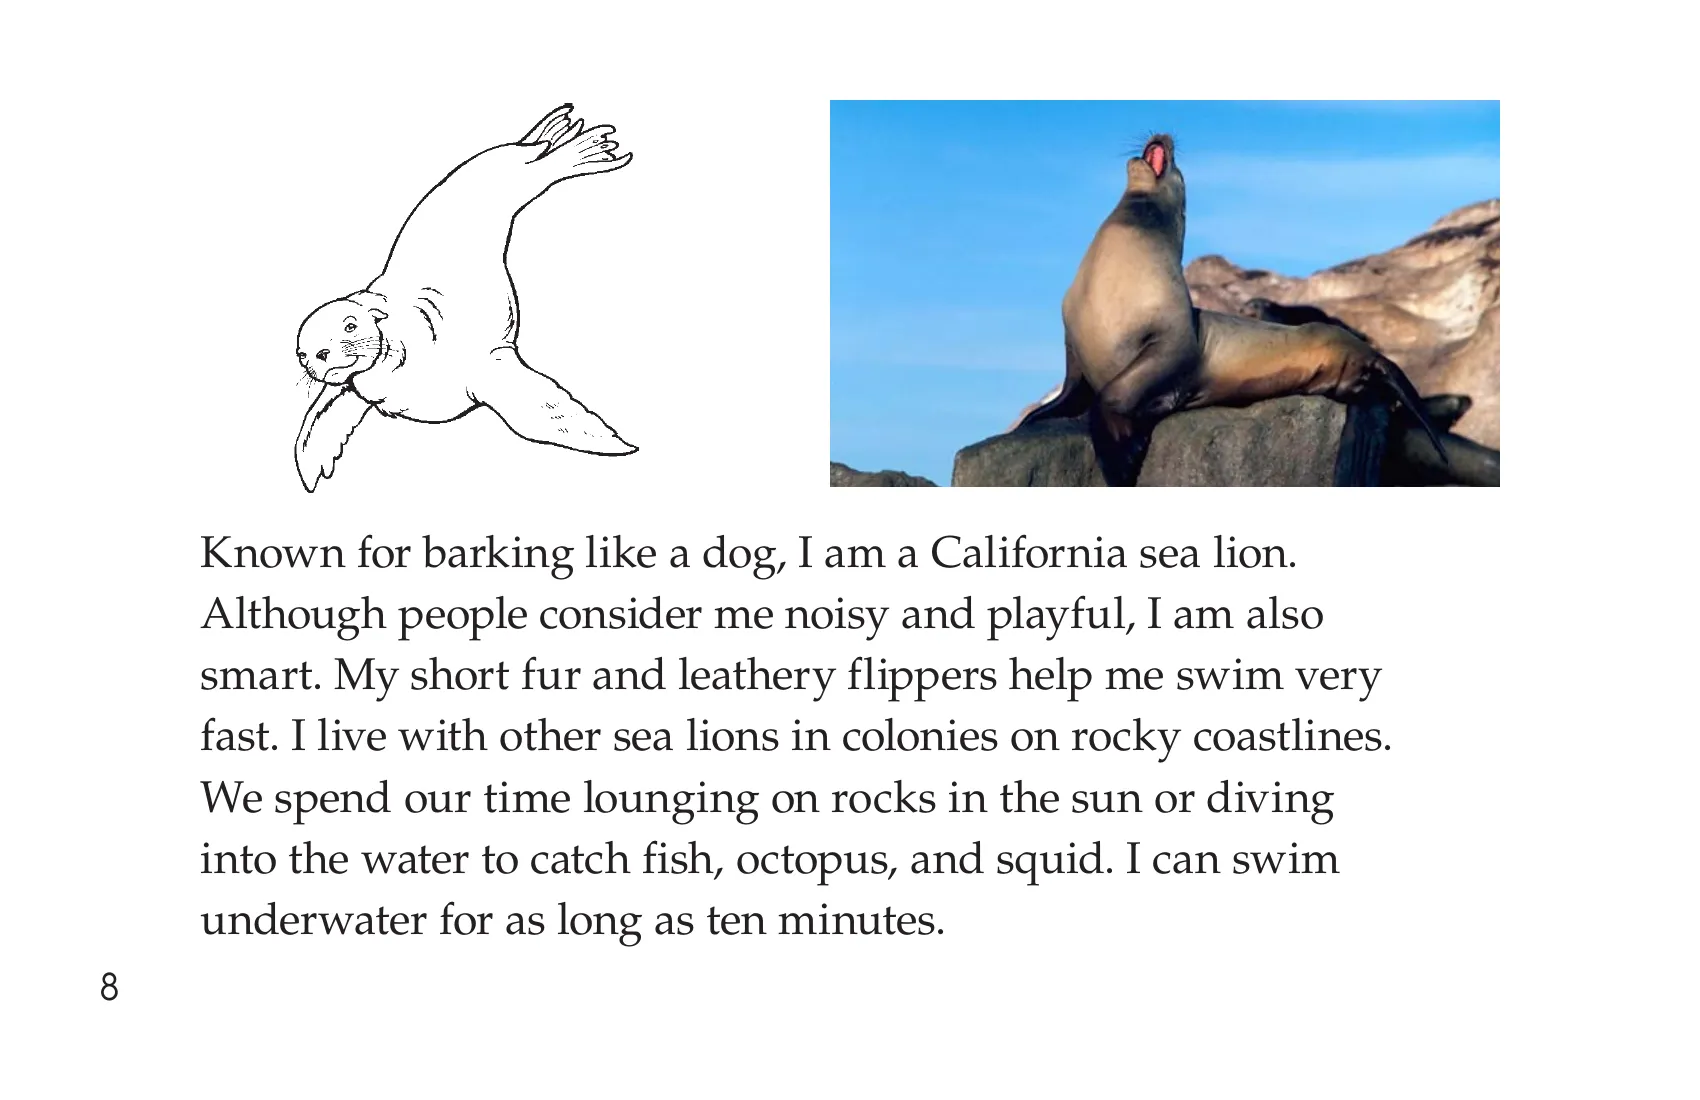 Known for barking like a dog, I am a California sea lion.
Although people consider me noisy and playful, I am also
smart. My short fur and leathery flippers help me swim very
fast. I live with other sea lions in colonies on rocky coastlines.
We spend our time lounging on rocks in the sun or diving
into the water to catch fish, octopus, and squid. I can swim
underwater for as long as ten minutes.
8